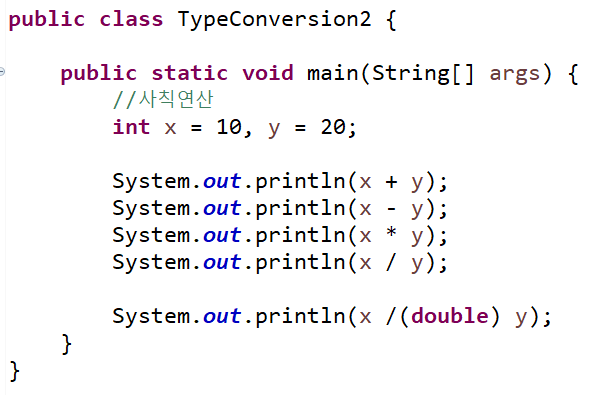 public class TypeConversion2 {
public static void main(String[] args) {
//사칙연산
int x = 10, y = 20;
System.out.println(x + y);
System.out.println(x - y);
System.out.println(x * y);
System.out.println(x / y);
System.out.println(x /(double) y);
}
}